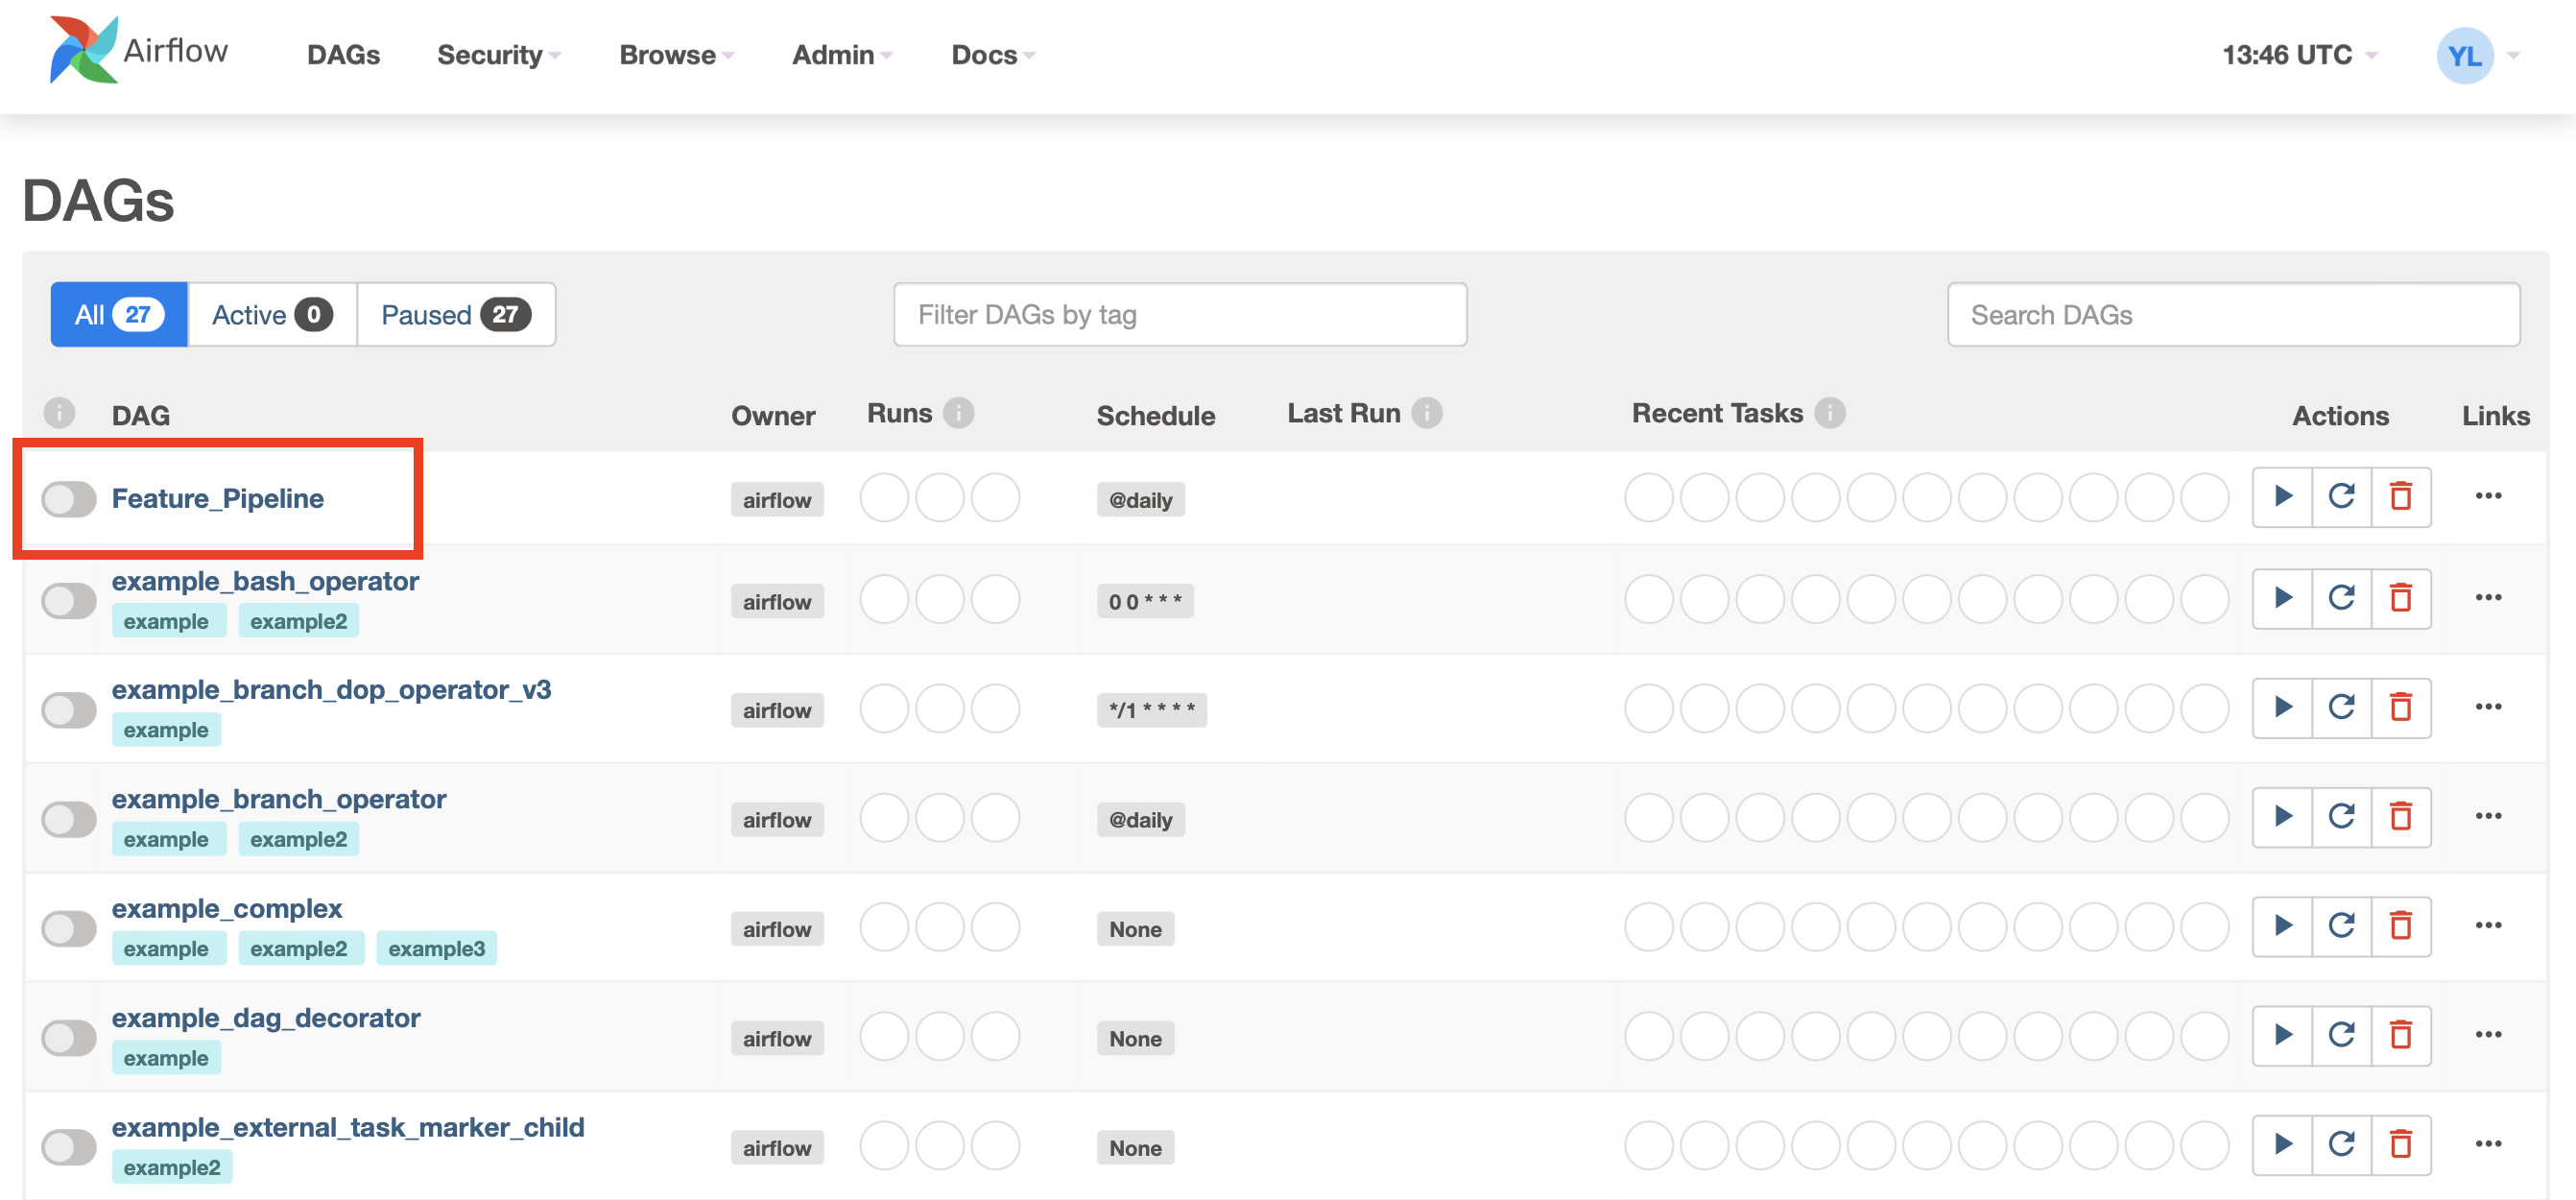 Airflow DAGs Security Browse Admin Docs 13:46 UTC YL
DAGs
All 27 Active 0 Paused 27 Filter DAGs by tag Search DAGs
i DAG Owner Runs i Schedule Last Run i Recent Tasks i Actions Links
Feature_Pipeline airflow @daily
example_bash_operator
example example2 airflow 0 0 * * *
example_branch_dop_operator_v3
example airflow */1 * * * *
example_branch_operator
example example2 airflow @daily
example_complex
example example2 example3 airflow None
example_dag_decorator
example airflow None
example_external_task_marker_child
example2 airflow None